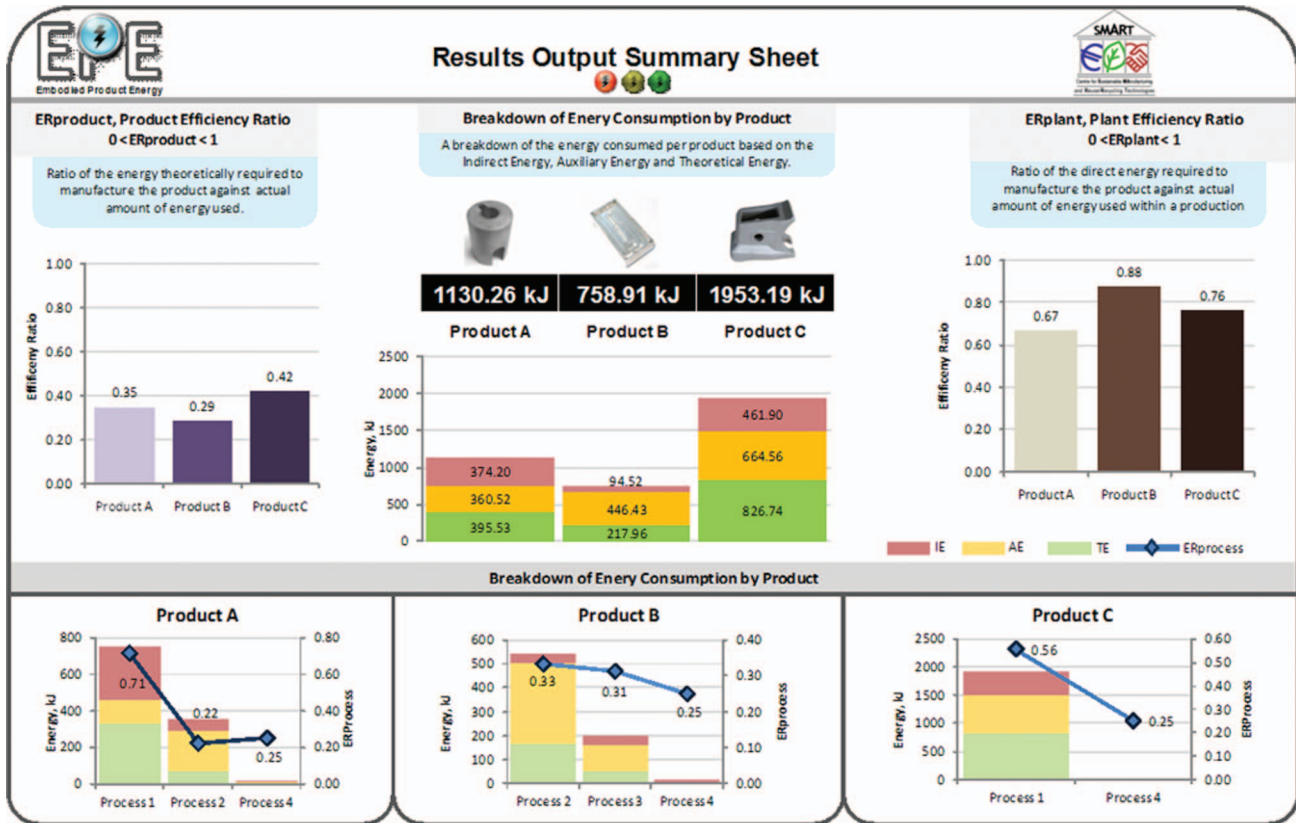 EPE
Embodied Product Energy
Results Output Summary Sheet
SMART
Centre for Sustainable Manufacturing
and Reuse/Recycling Technologies
ERproduct, Product Efficiency Ratio
0 <ERproduct< 1
Ratio of the energy theoretically required to
manufacture the product against actual
amount of energy used.
Breakdown of Enery Consumption by Product
A breakdown of the energy consumed per product based on the
Indirect Energy, Auxiliary Energy and Theoretical Energy.
ERplant, Plant Efficiency Ratio
0 <ERplant< 1
Ratio of the direct energy required to
manufacture the product against actual
amount of energy used within a production
Efificeny Ratio
1.00
0.80
0.60
0.40
0.20
0.00
0.35
0.29
0.42
Product A
Product B
Product C
1130.26 kJ
758.91 kJ
1953.19 kJ
Product A
Product B
Product C
Energy, kJ
2500
2000
1500
1000
500
0
374.20
360.52
395.53
94.52
446.43
217.96
461.90
664.56
826.74
Efificeny Ratio
1.00
0.80
0.60
0.40
0.20
0.00
0.67
0.88
0.76
Product A
Product B
Product C
IE
AE
TE
ERprocess
Breakdown of Enery Consumption by Product
Product A
Energy, kJ
800
600
400
200
0
0.71
0.22
0.25
0.80
0.60
0.40
0.20
0.00
ERProcess
Process 1
Process 2
Process 4
Product B
Energy, kJ
600
500
400
300
200
100
0
0.33
0.31
0.25
0.40
0.30
0.20
0.10
0.00
ERprocess
Process 2
Process 3
Process 4
Product C
Energy, kJ
2500
2000
1500
1000
500
0
0.56
0.25
0.60
0.50
0.40
0.30
0.20
0.10
0.00
ERprocess
Process 1
Process 4